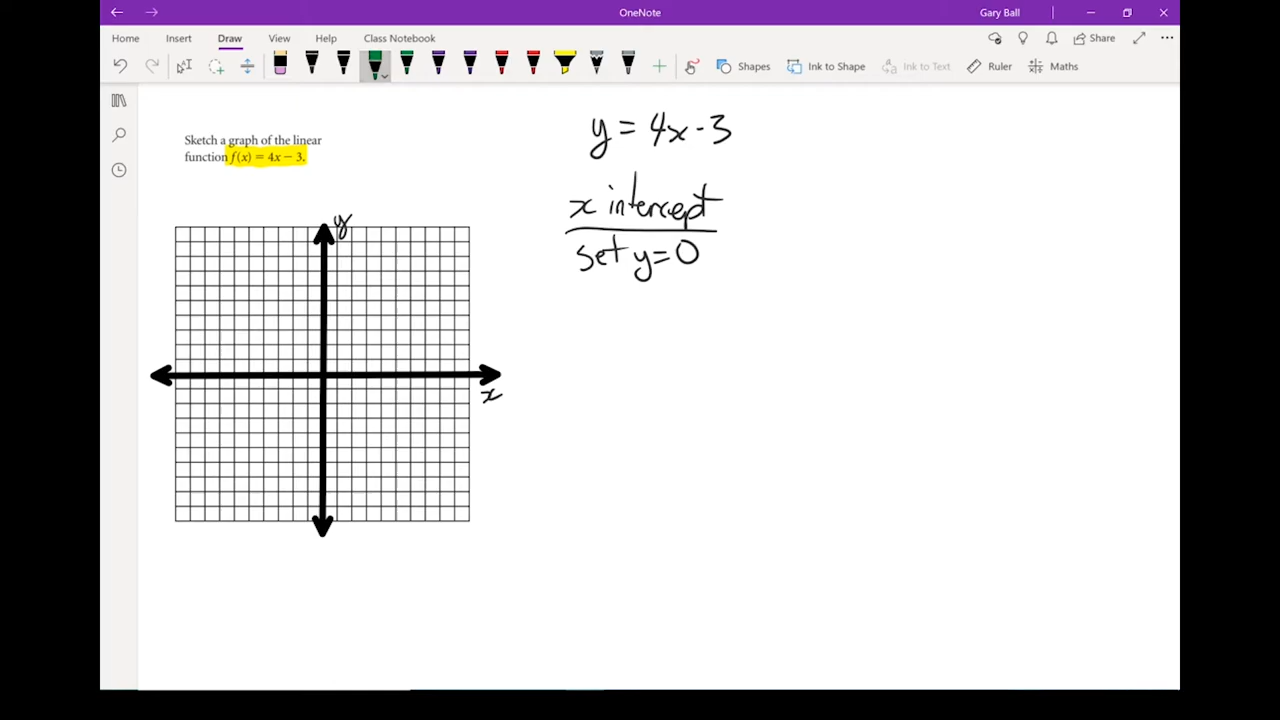 OneNote
Gary Ball
Home Insert Draw View Help Class Notebook
Share
Shapes Ink to Shape Ink to Text Ruler Maths
Sketch a graph of the linear
function f(x) = 4x − 3.
y = 4x - 3
x intercept
set y = 0
y
x